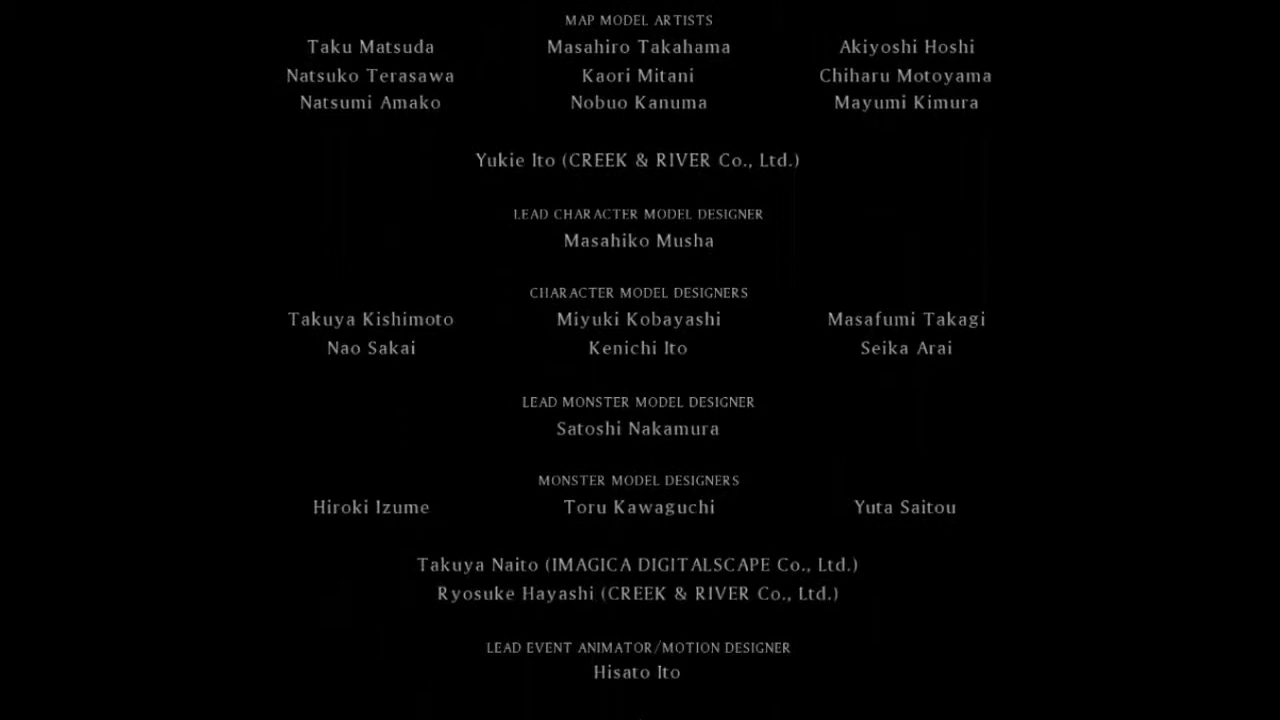 MAP MODEL ARTISTS
Taku Matsuda Masahiro Takahama Akiyoshi Hoshi
Natsuko Terasawa Kaori Mitani Chiharu Motoyama
Natsumi Amako Nobuo Kanuma Mayumi Kimura
Yukie Ito (CREEK & RIVER Co., Ltd.)
LEAD CHARACTER MODEL DESIGNER
Masahiko Musha
CHARACTER MODEL DESIGNERS
Takuya Kishimoto Miyuki Kobayashi Masafumi Takagi
Nao Sakai Kenichi Ito Seika Arai
LEAD MONSTER MODEL DESIGNER
Satoshi Nakamura
MONSTER MODEL DESIGNERS
Hiroki Izume Toru Kawaguchi Yuta Saitou
Takuya Naito (IMAGICA DIGITALSCAPE Co., Ltd.)
Ryosuke Hayashi (CREEK & RIVER Co., Ltd.)
LEAD EVENT ANIMATOR/MOTION DESIGNER
Hisato Ito